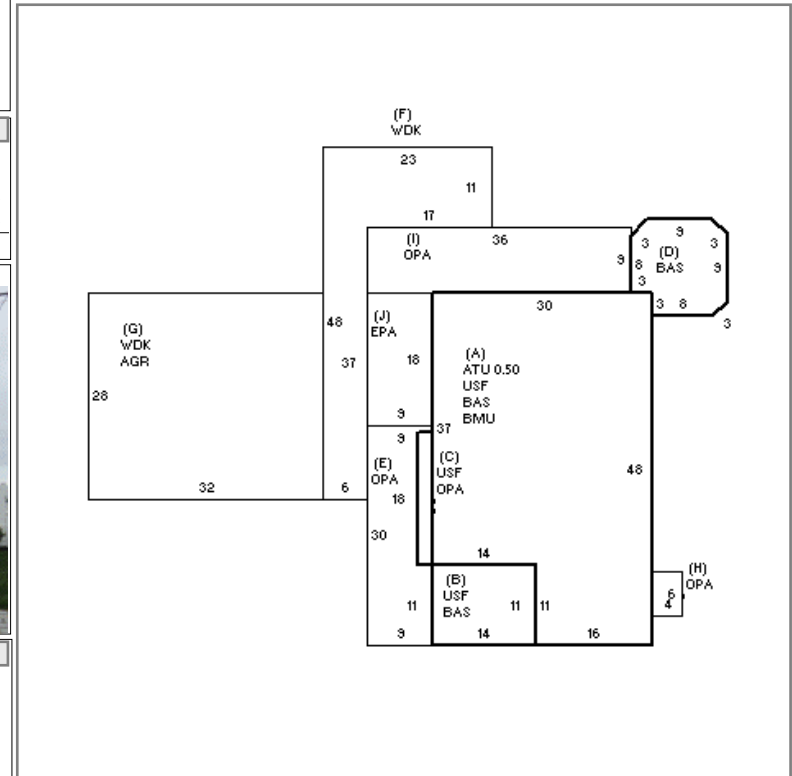 (F)
WDK
23
11
17
(I)
OPA
36
9
9
3
3
(D)
BAS
8
9
3
3 8
3
30
(G)
WDK
AGR
48
(J)
EPA
37
18
(A)
ATU 0.50
USF
BAS
BMU
28
9
9
37
(E)
OPA
(C)
USF
OPA
48
32
6
18
30
14
(B)
USF
BAS
(H)
OPA
6
4
11
11
11
9
14
16